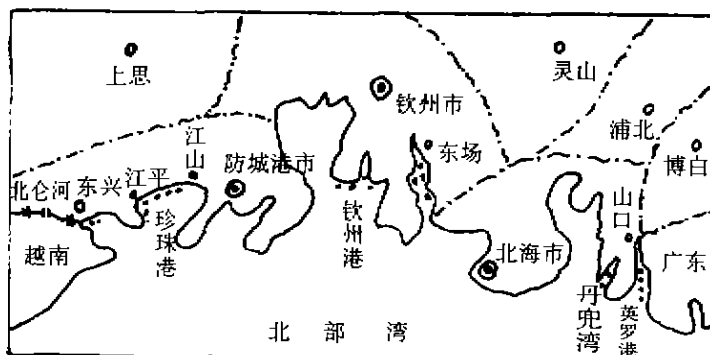 上思
灵山
钦州市
浦北
江山
防城港市
东场
博白
北仑河
东兴
江平
山口
越南
珍珠港
钦州港
北海市
广东
丹兜湾
英罗港
北部湾